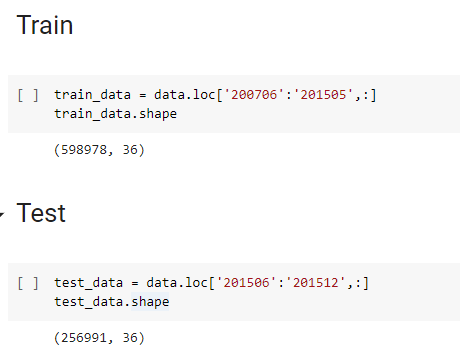 Train
[ ] train_data = data.loc['200706':'201505',:]
train_data.shape
(598978, 36)
Test
[ ] test_data = data.loc['201506':'201512',:]
test_data.shape
(256991, 36)